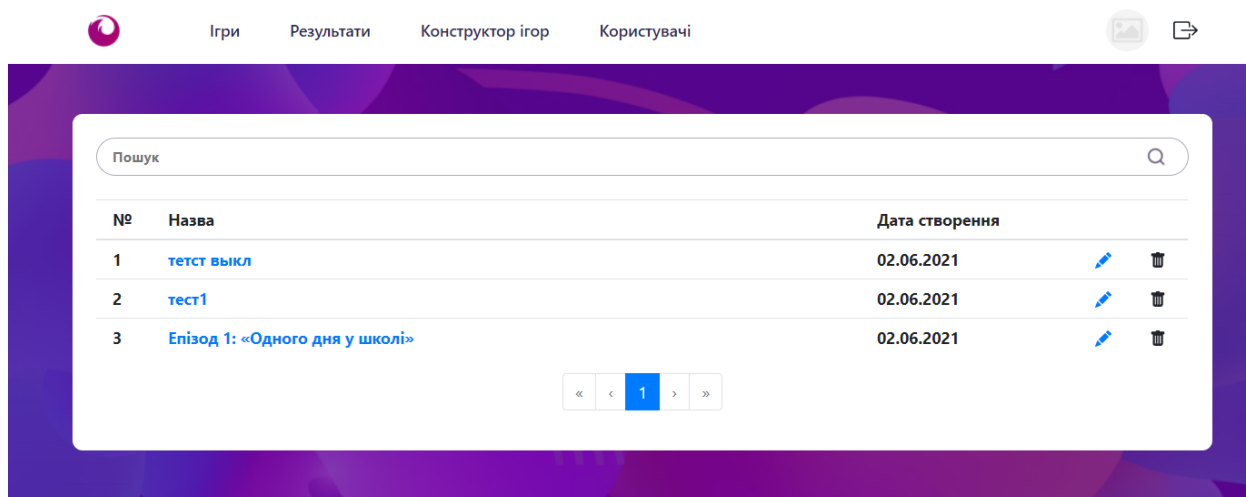 Ігри Результати Конструктор ігор Користувачі
Пошук
№ Назва Дата створення
1 тетст выкл 02.06.2021
2 тест1 02.06.2021
3 Епізод 1: «Одного дня у школі» 02.06.2021
« ‹ 1 › »